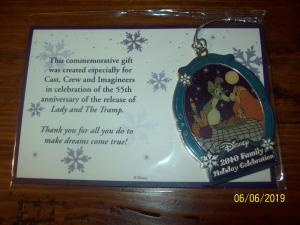 This commemorative gift
was created especially for
Cast, Crew and Imagineers
in celebration of the 55th
anniversary of the release of
Lady and The Tramp.
Thank you for all you do to
make dreams come true!
© Disney
Disney
2010 Family
Holiday Celebration
06/06/2019